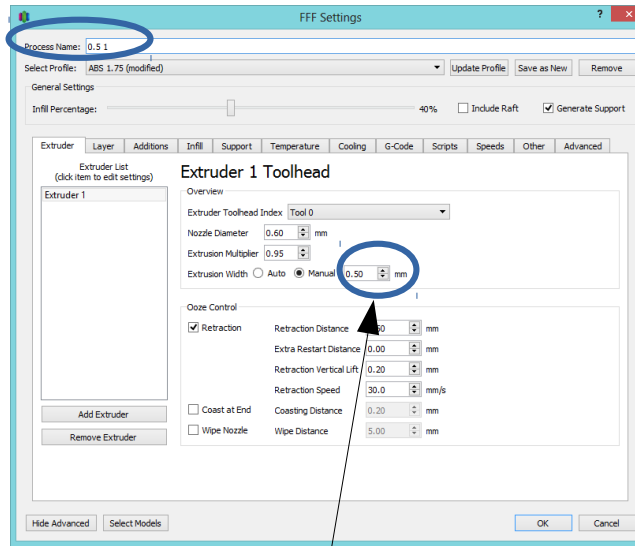 FFF Settings
?
Process Name: 0.5 1
Select Profile: ABS 1.75 (modified) Update Profile Save as New Remove
General Settings
Infill Percentage: 40% Include Raft Generate Support
Extruder Layer Additions Infill Support Temperature Cooling G-Code Scripts Speeds Other Advanced
Extruder List
(click item to edit settings)
Extruder 1
Add Extruder
Remove Extruder
Extruder 1 Toolhead
Overview
Extruder Toolhead Index Tool 0
Nozzle Diameter 0.60 mm
Extrusion Multiplier 0.95
Extrusion Width Auto Manual 0.50 mm
Ooze Control
Retraction Retraction Distance mm
Extra Restart Distance 0.00 mm
Retraction Vertical Lift 0.20 mm
Retraction Speed 30.0 mm/s
Coast at End Coasting Distance 0.20 mm
Wipe Nozzle Wipe Distance 5.00 mm
Hide Advanced Select Models OK Cancel